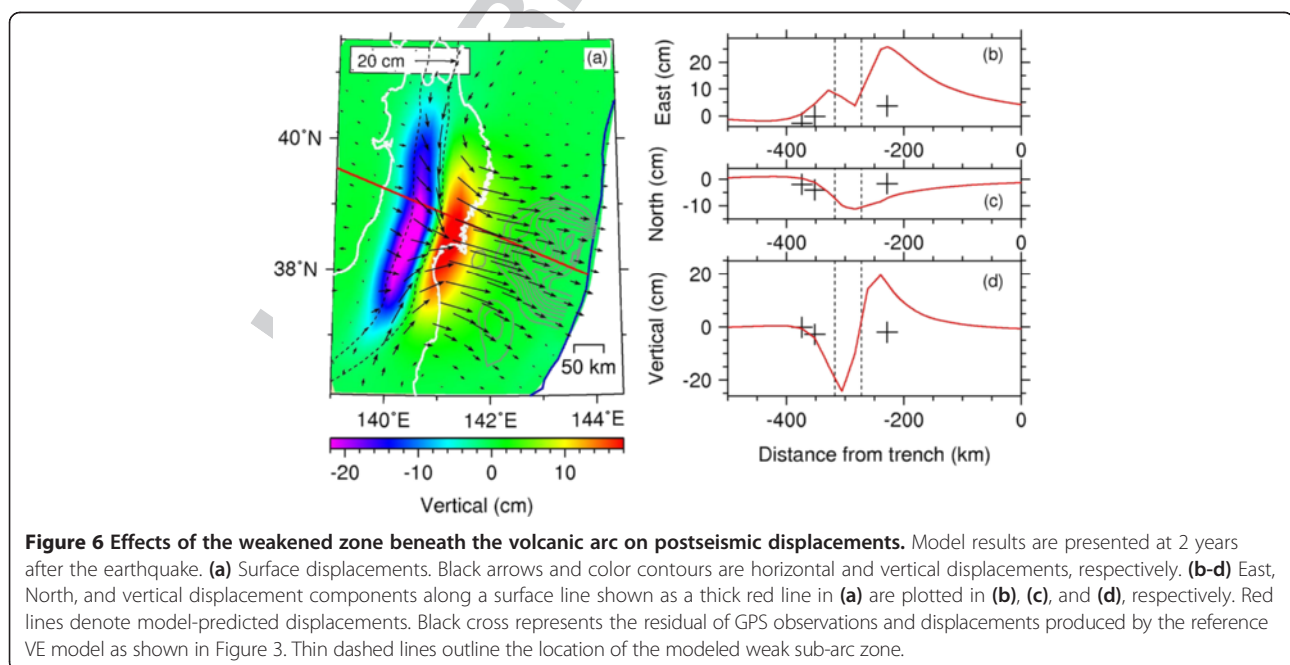 20 cm
(a)
40°N
38°N
50 km
140°E 142°E 144°E
-20 -10 0 10
Vertical (cm)
East (cm)
20
10
0
(b)
-400 -200 0
North (cm)
0
-10
(c)
-400 -200 0
Vertical (cm)
20
0
-20
(d)
-400 -200 0
Distance from trench (km)
Figure 6 Effects of the weakened zone beneath the volcanic arc on postseismic displacements. Model results are presented at 2 years
after the earthquake. (a) Surface displacements. Black arrows and color contours are horizontal and vertical displacements, respectively. (b-d) East,
North, and vertical displacement components along a surface line shown as a thick red line in (a) are plotted in (b), (c), and (d), respectively. Red
lines denote model-predicted displacements. Black cross represents the residual of GPS observations and displacements produced by the reference
VE model as shown in Figure 3. Thin dashed lines outline the location of the modeled weak sub-arc zone.